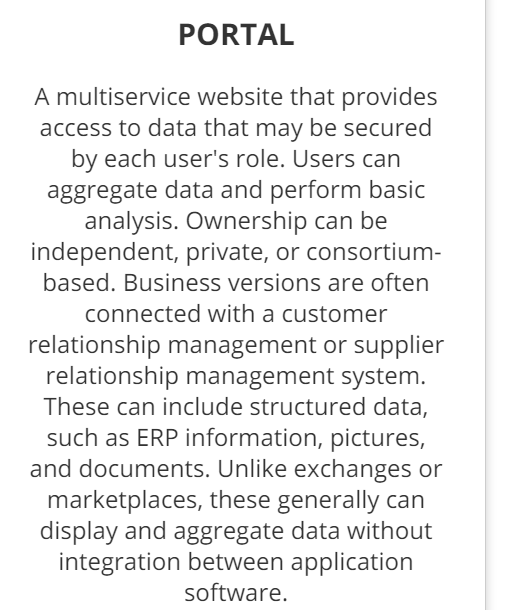 PORTAL
A multiservice website that provides
access to data that may be secured
by each user's role. Users can
aggregate data and perform basic
analysis. Ownership can be
independent, private, or consortium-
based. Business versions are often
connected with a customer
relationship management or supplier
relationship management system.
These can include structured data,
such as ERP information, pictures,
and documents. Unlike exchanges or
marketplaces, these generally can
display and aggregate data without
integration between application
software.